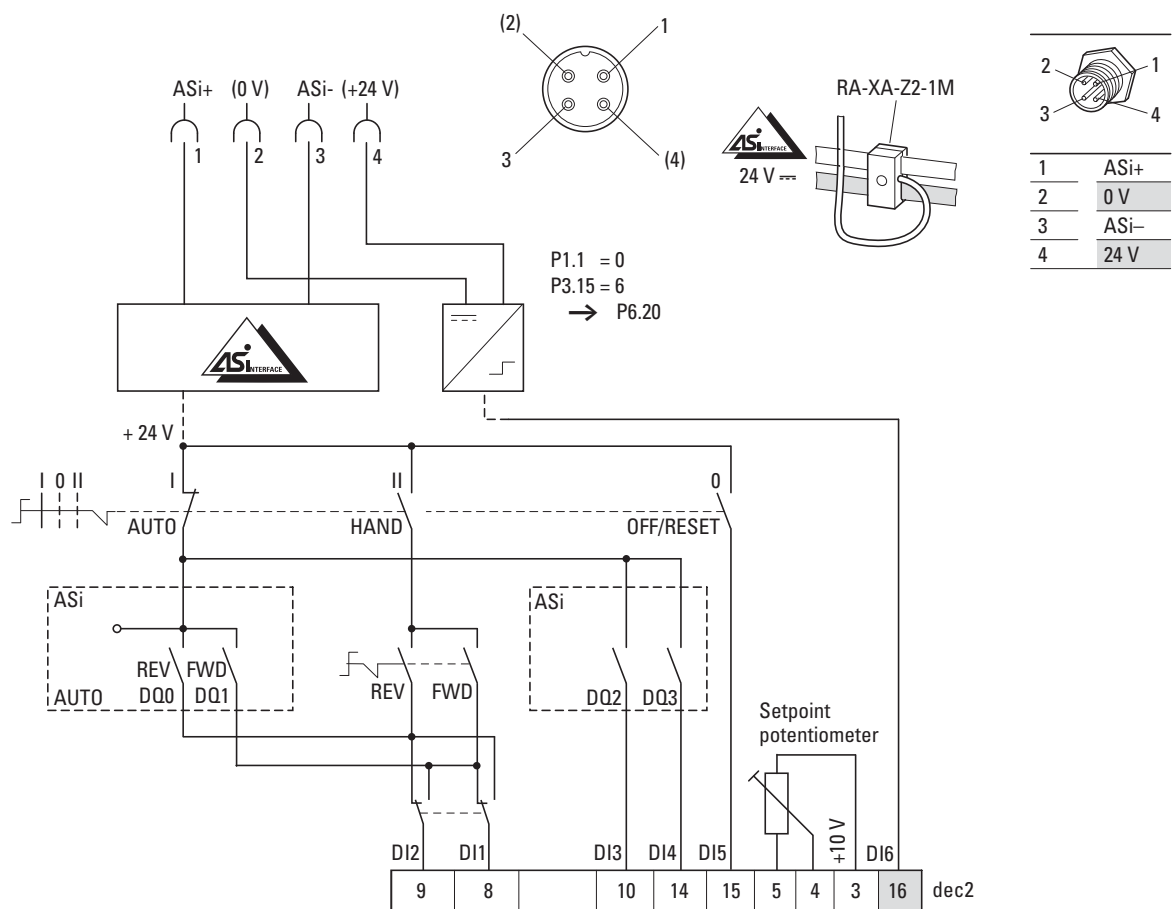 (2) 1
ASi+ (0 V) ASi- (+24 V)
1 2 3 4
3 (4)
RA-XA-Z2-1M
ASi INTERFACE
24 V
2 1
3 4
1 ASi+
2 0 V
3 ASi–
4 24 V
P1.1 = 0
P3.15 = 6
→ P6.20
ASi INTERFACE
+ 24 V
I 0 II
I II 0
AUTO HAND OFF/RESET
ASi ASi
REV FWD
AUTO DQ0 DQ1
REV FWD
DQ2 DQ3
Setpoint
potentiometer
+10 V
DI2 DI1 DI3 DI4 DI5 DI6
9 8 10 14 15 5 4 3 16 dec2